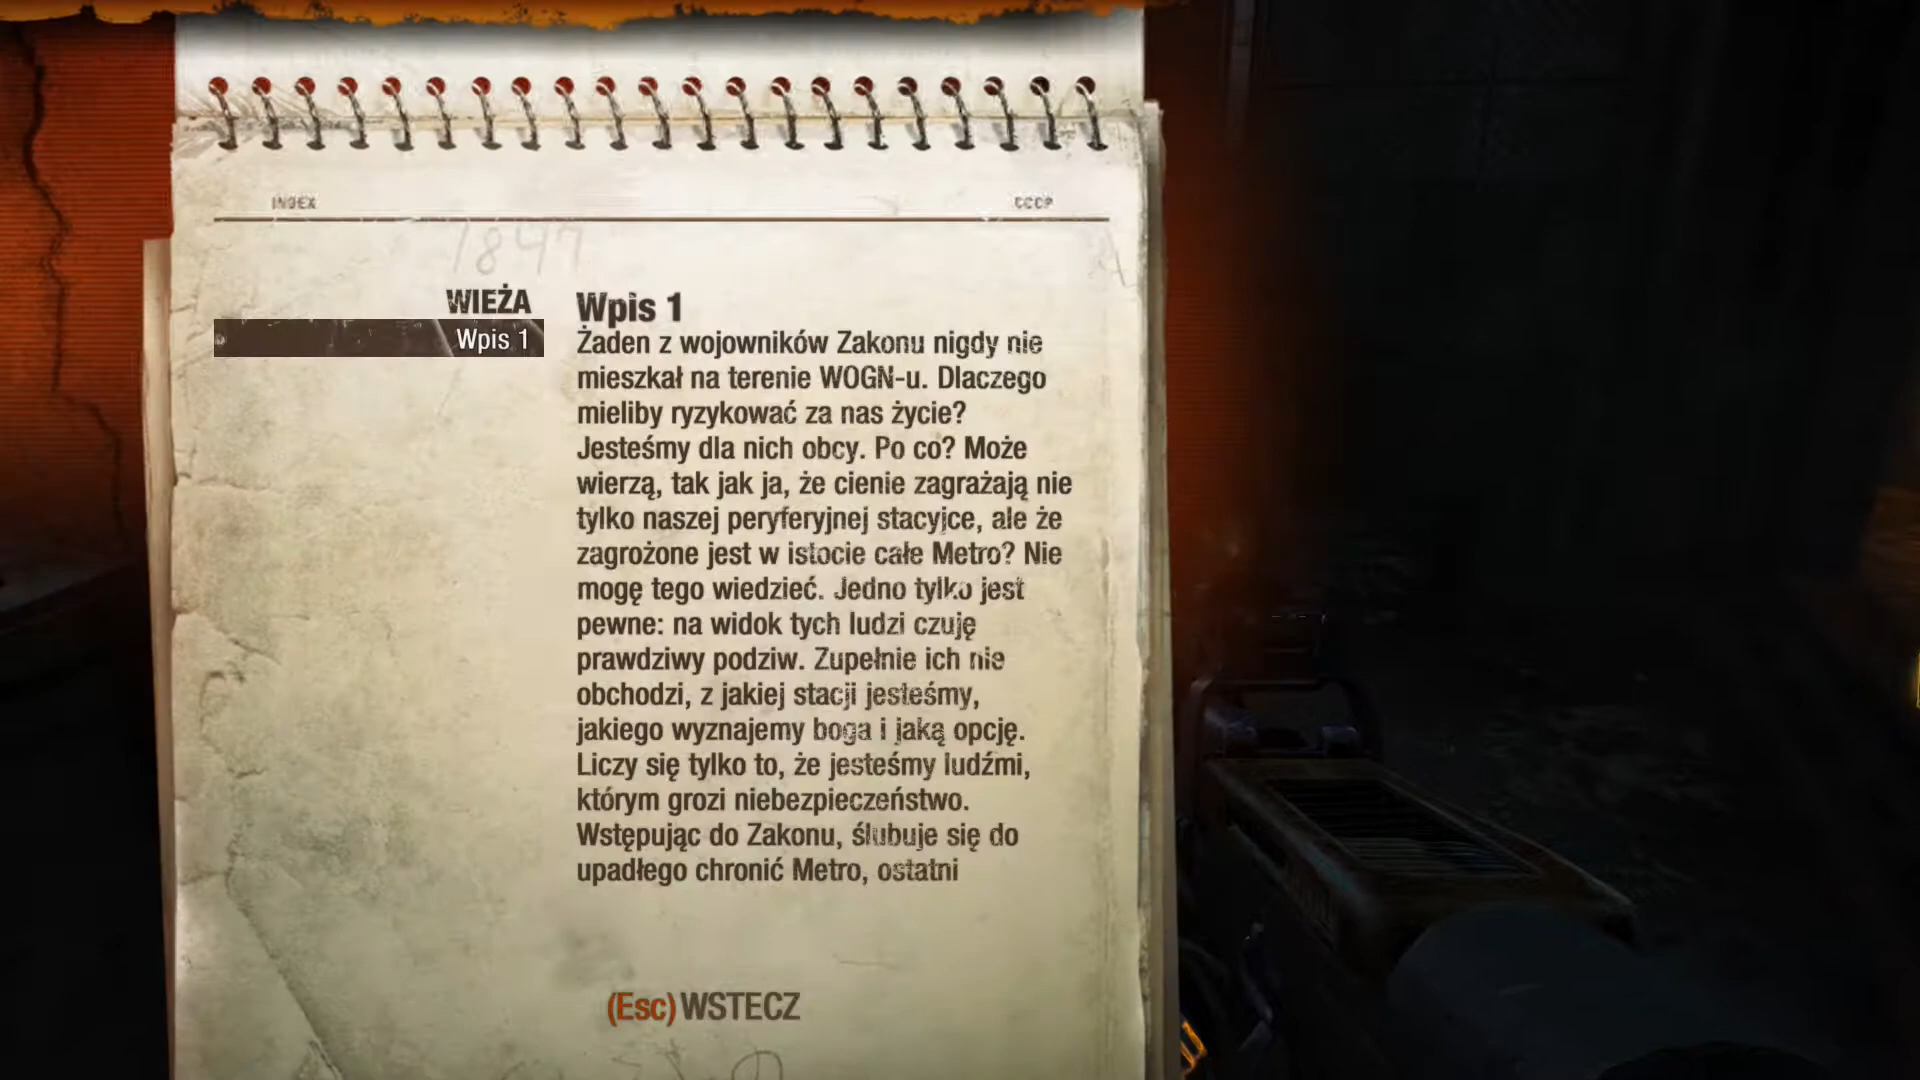 INDEX
CCCP
1847
WIEŻA
Wpis 1
Wpis 1
Żaden z wojowników Zakonu nigdy nie
mieszkał na terenie WOGN-u. Dlaczego
mieliby ryzykować za nas życie?
Jesteśmy dla nich obcy. Po co? Może
wierzą, tak jak ja, że cienie zagrażają nie
tylko naszej peryferyjnej stacyjce, ale że
zagrożone jest w istocie całe Metro? Nie
mogę tego wiedzieć. Jedno tylko jest
pewne: na widok tych ludzi czuję
prawdziwy podziw. Zupełnie ich nie
obchodzi, z jakiej stacji jesteśmy,
jakiego wyznajemy boga i jaką opcję.
Liczy się tylko to, że jesteśmy ludźmi,
którym grozi niebezpieczeństwo.
Wstępując do Zakonu, ślubuje się do
upadłego chronić Metro, ostatni
(Esc) WSTECZ